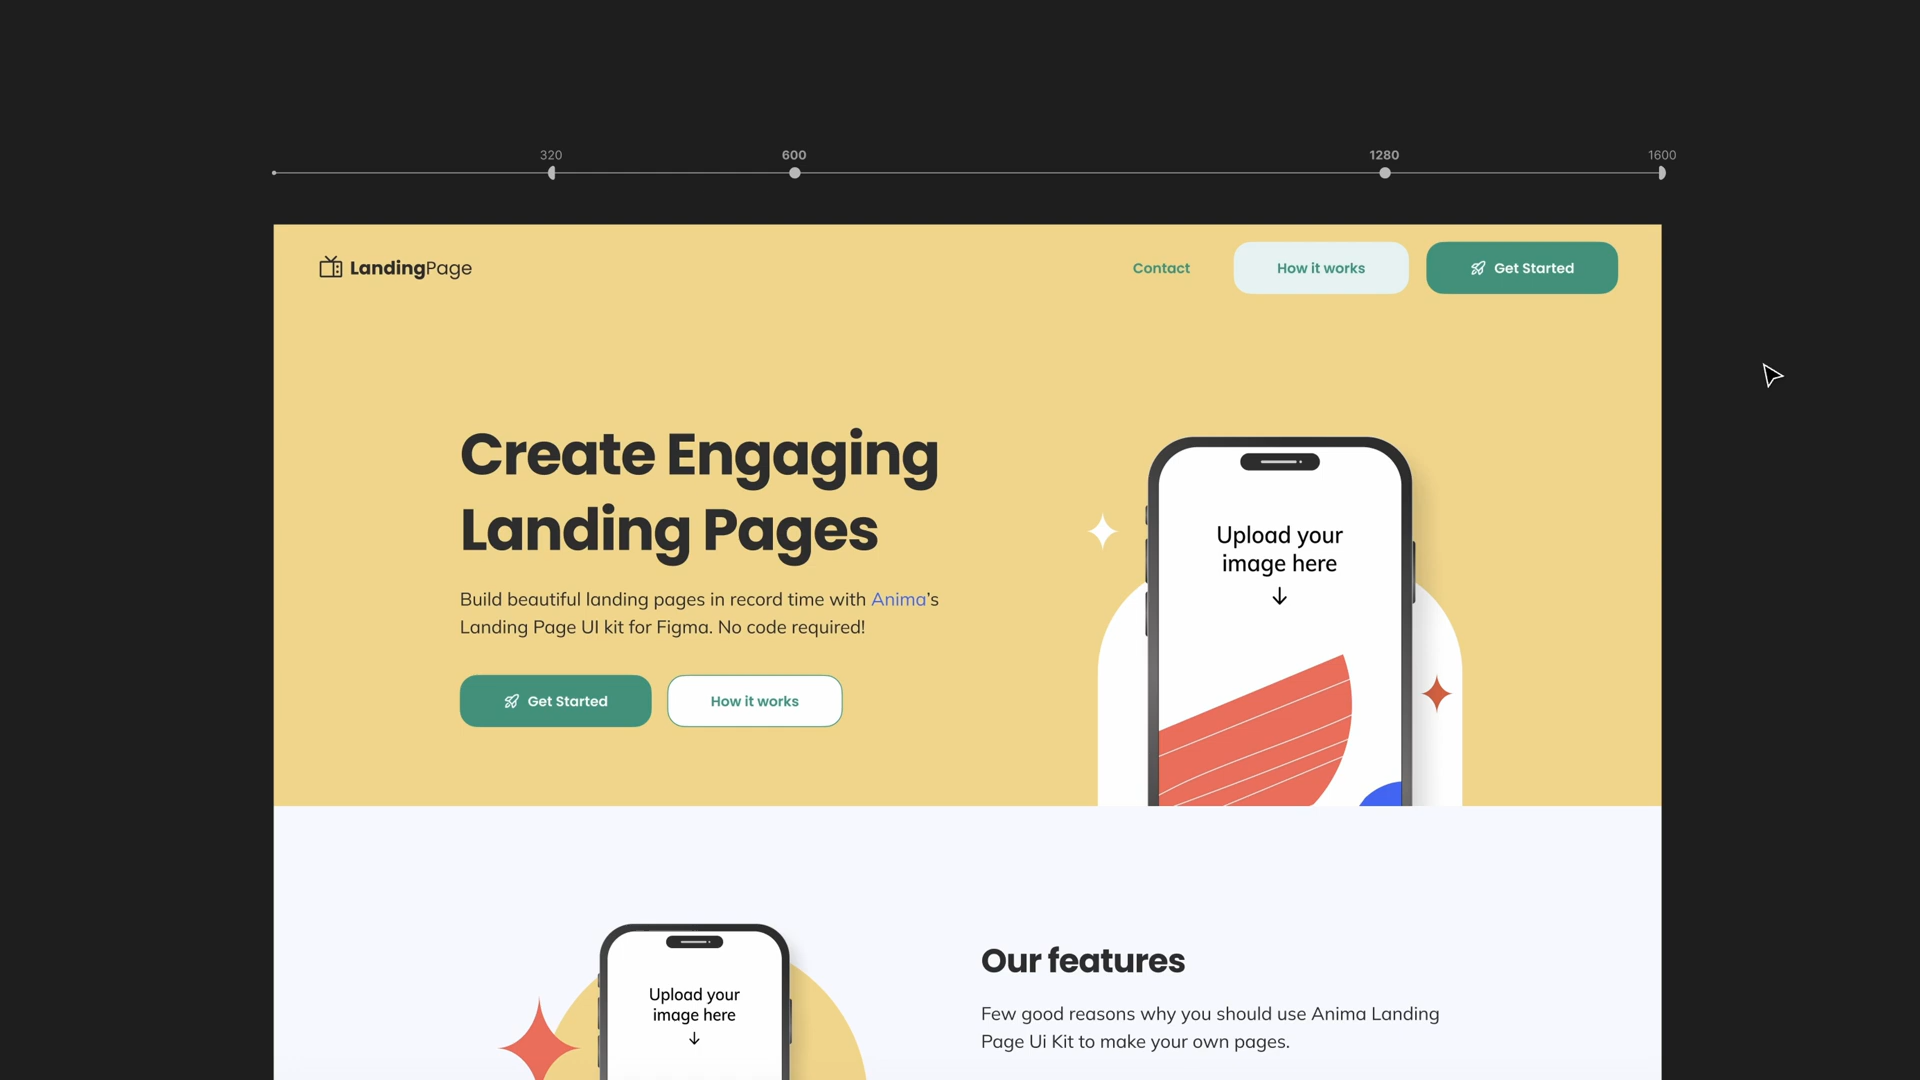 320 600 1280 1600
LandingPage Contact How it works Get Started
Create Engaging
Landing Pages
Build beautiful landing pages in record time with Anima's
Landing Page UI kit for Figma. No code required!
Get Started How it works
Upload your
image here
↓
Upload your
image here
↓
Our features
Few good reasons why you should use Anima Landing
Page Ui Kit to make your own pages.